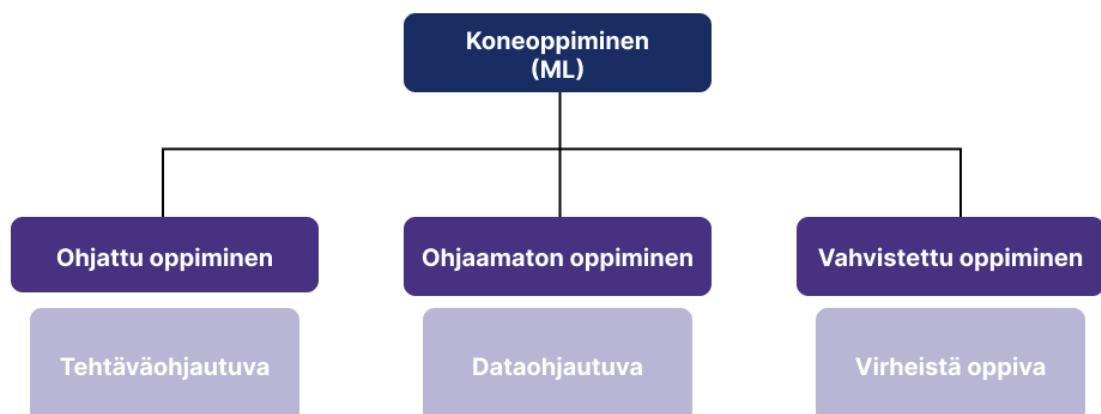 Koneoppiminen
(ML)
Ohjattu oppiminen
Ohjaamaton oppiminen
Vahvistettu oppiminen
Tehtäväohjautuva
Dataohjautuva
Virheistä oppiva